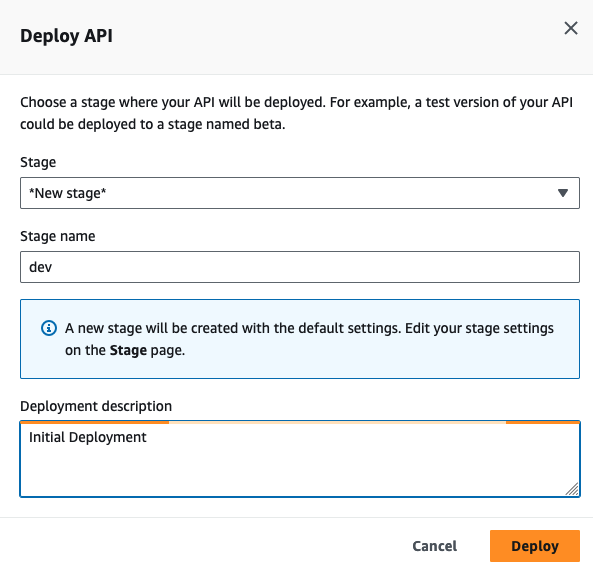 Deploy API
Choose a stage where your API will be deployed. For example, a test version of your API
could be deployed to a stage named beta.
Stage
*New stage*
Stage name
dev
A new stage will be created with the default settings. Edit your stage settings
on the Stage page.
Deployment description
Initial Deployment
Cancel
Deploy